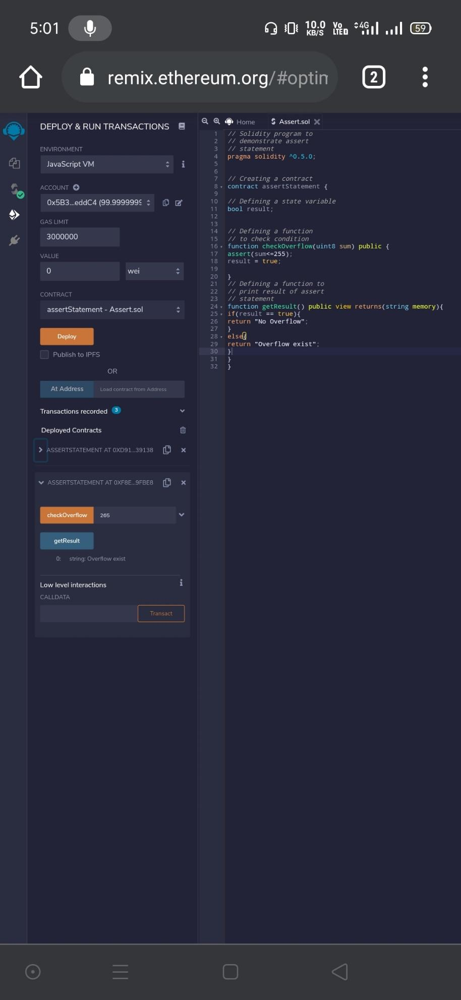 5:01
10.0
KB/S
Vo
LTE
4G
59
remix.ethereum.org/#optim
2
DEPLOY & RUN TRANSACTIONS
ENVIRONMENT
JavaScript VM
ACCOUNT
0x5B3...eddC4 (99.9999999
GAS LIMIT
3000000
VALUE
0
wei
CONTRACT
assertStatement - Assert.sol
Deploy
Publish to IPFS
OR
At Address
Load contract from Address
Transactions recorded 3
Deployed Contracts
ASSERTSTATEMENT AT 0XD91...39138
ASSERTSTATEMENT AT 0XF8E...9FBE8
checkOverflow
265
getResult
0: string: Overflow exist
Low level interactions
CALLDATA
Transact
Home
Assert.sol
1 // Solidity program to
2 // demonstrate assert
3 // statement
4 pragma solidity ^0.5.0;
5
6
7 // Creating a contract
8 contract assertStatement {
9
10 // Defining a state variable
11 bool result;
12
13
14 // Defining a function
15 // to check condition
16 function checkOverflow(uint8 sum) public {
17 assert(sum<=255);
18 result = true;
19
20 }
21 // Defining a function to
22 // print result of assert
23 // statement
24 function getResult() public view returns(string memory){
25 if(result == true){
26 return "No Overflow";
27 }
28 else{
29 return "Overflow exist";
30 }
31 }
32 }